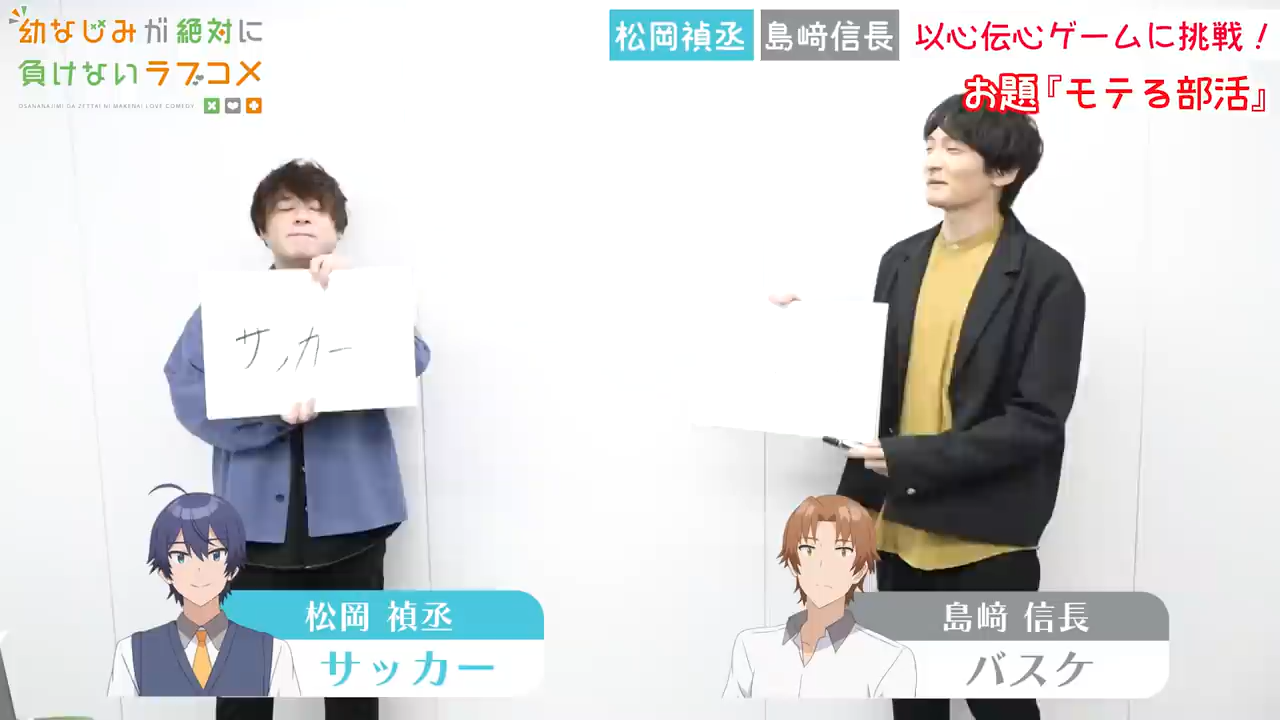 幼なじみが絶対に
負けないラブコメ
OSANANAJIMI GA ZETTAI NI MAKENAI LOVE COMEDY
松岡禎丞 島﨑信長 以心伝心ゲームに挑戦!
お題『モテる部活』
サッカー
松岡 禎丞
サッカー
島﨑 信長
バスケ